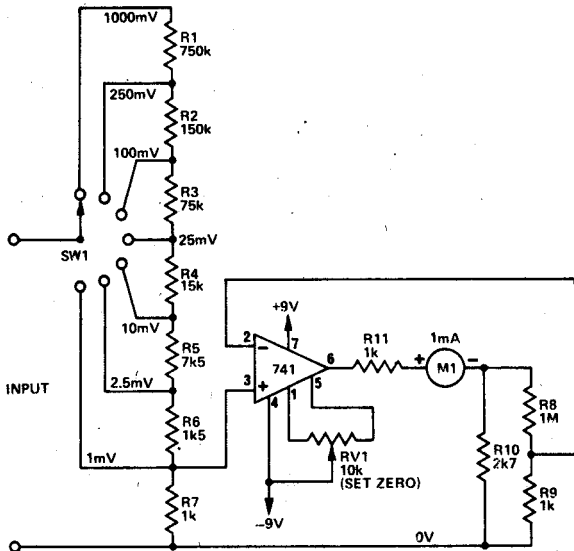 1000mV
R1
750k
250mV
R2
150k
100mV
R3
75k
SW1
25mV
R4
15k
10mV
+9V
R5
7k5
INPUT
2.5mV
R6
1k5
1mV
R7
1k
2
3
7
741
6
4
1
5
R11
1k
1mA
+ M1 -
R8
1M
R10
2k7
R9
1k
RV1
10k
(SET ZERO)
-9V
0V
−
+